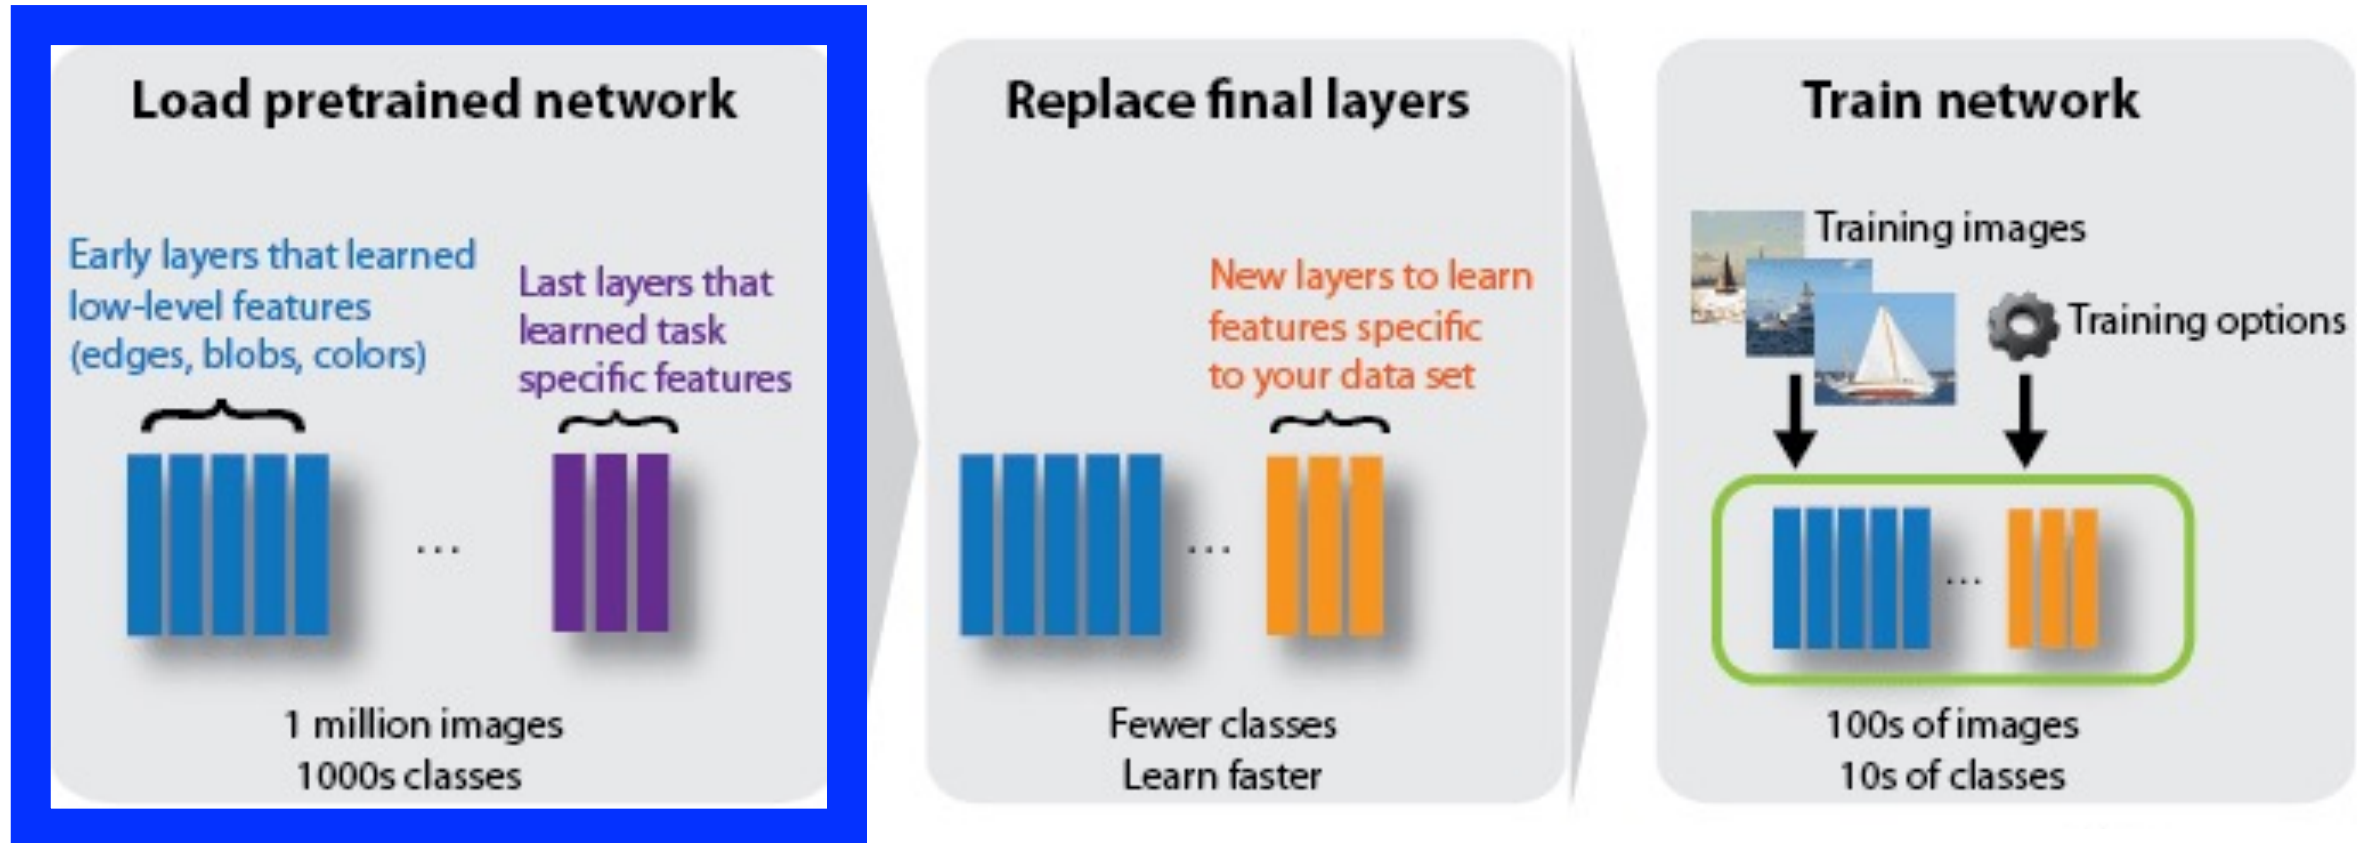 Load pretrained network
Early layers that learned
low-level features
(edges, blobs, colors)
Last layers that
learned task
specific features
...
1 million images
1000s classes
Replace final layers
New layers to learn
features specific
to your data set
...
Fewer classes
Learn faster
Train network
Training images
Training options
...
100s of images
10s of classes